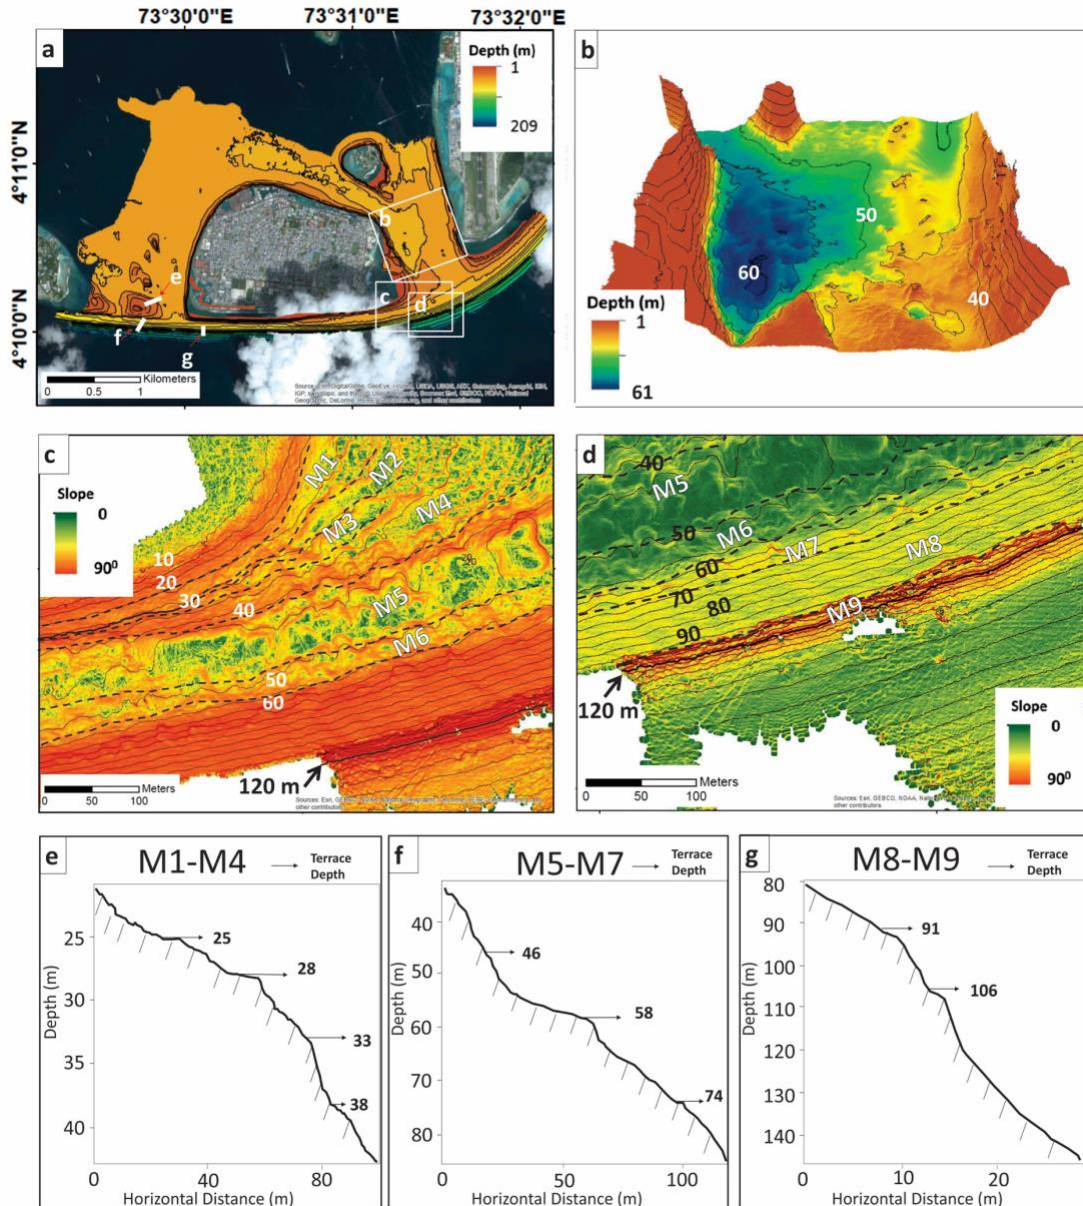 73°30'0"E
73°31'0"E
73°32'0"E
4°11'0"N
4°10'0"N
a
Depth (m)
1
209
b
c
d
e
f
g
Kilometers
0 0.5 1
b
50
60
40
Depth (m)
1
61
c
Slope
0
90⁰
M1
M2
M3
M4
M5
M6
10
20
30
40
50
60
120 m
Meters
0 50 100
d
40
M5
50
M6
60
M7
70
M8
80
90
M9
120 m
Slope
0
90⁰
Meters
0 50 100
other contributors
e
M1-M4
Terrace
Depth
25
28
33
38
Depth (m)
25
30
35
40
0 40 80
Horizontal Distance (m)
f
M5-M7
Terrace
Depth
46
58
74
Depth (m)
40
50
60
70
80
0 50 100
Horizontal Distance (m)
g
M8-M9
Terrace
Depth
91
106
Depth (m)
80
90
100
110
120
130
140
0 10 20
Horizontal Distance (m)